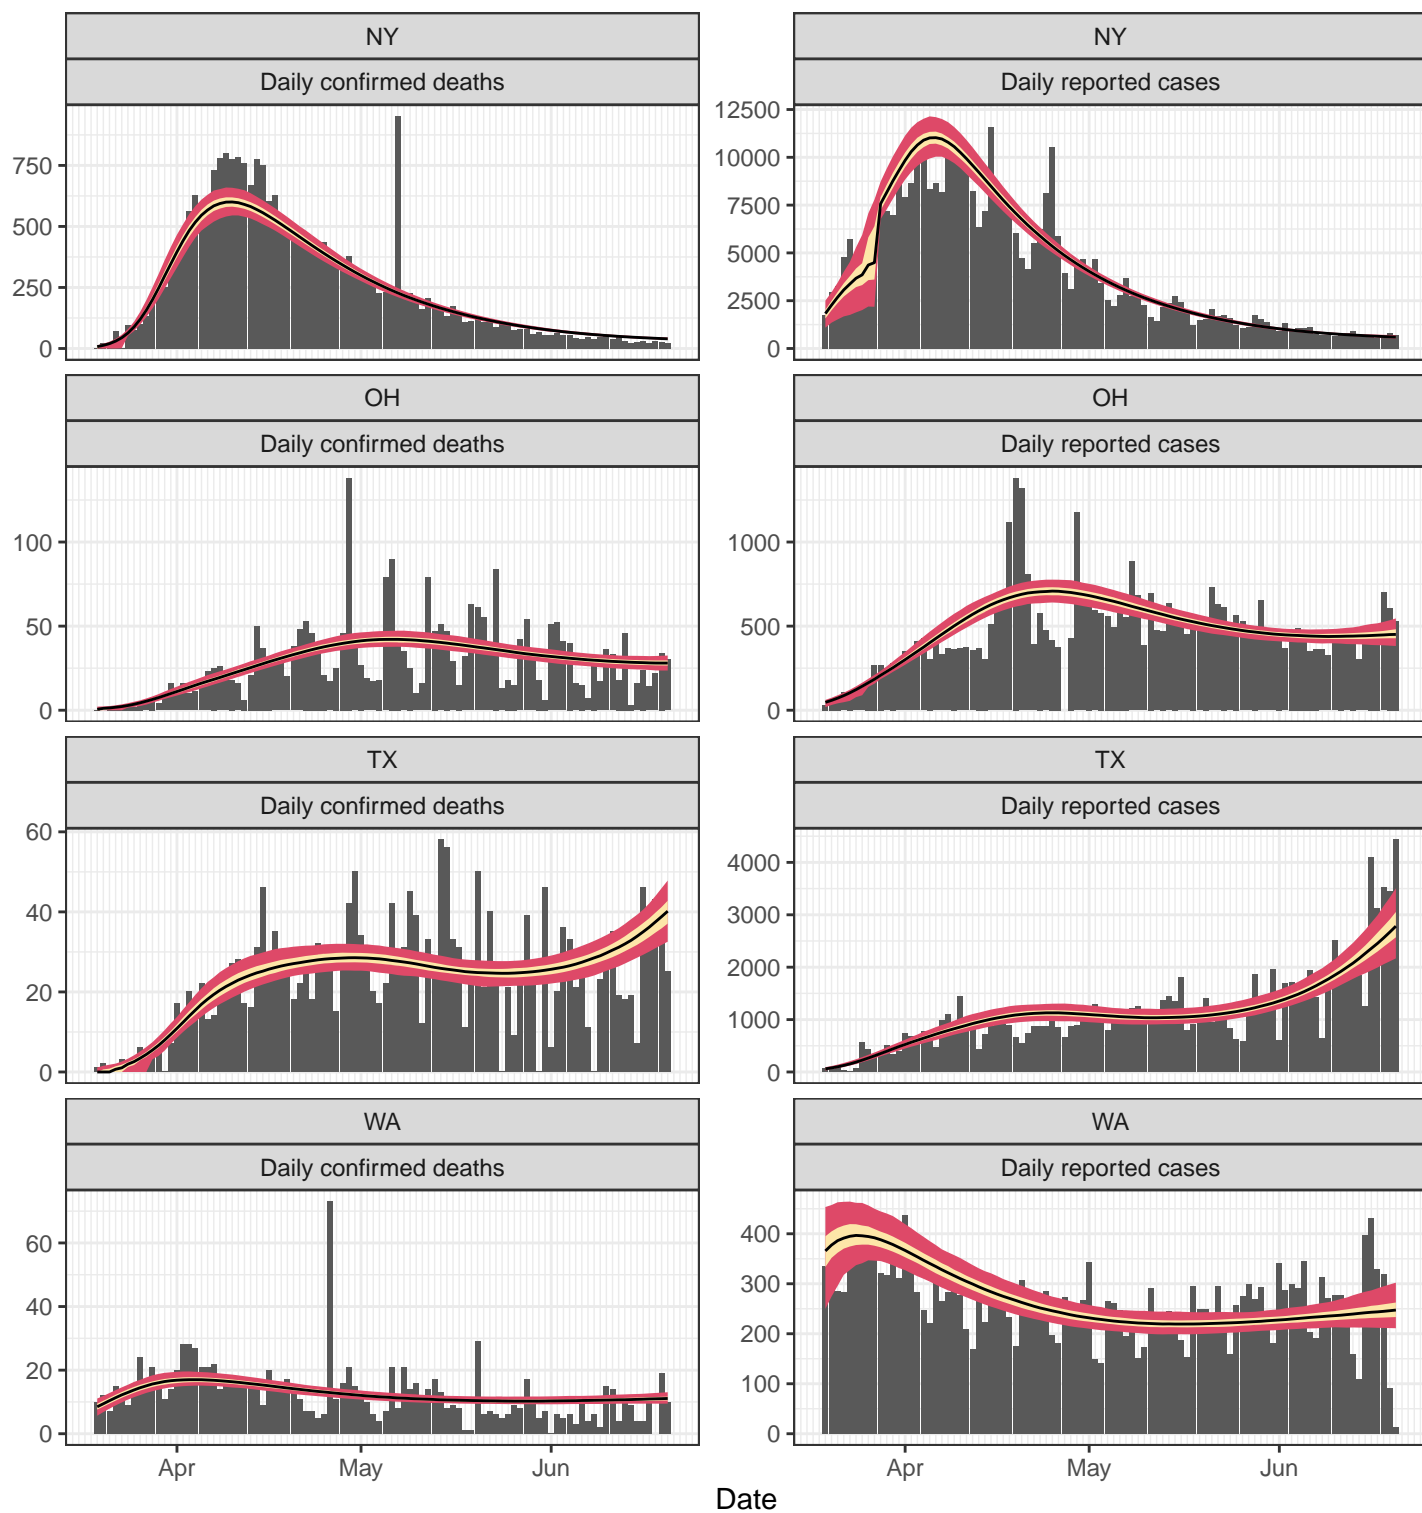 NY
NY
Daily confirmed deaths
Daily reported cases
750
500
250
0
12500
10000
7500
5000
2500
0
OH
OH
Daily confirmed deaths
Daily reported cases
100
50
0
1000
500
0
TX
TX
Daily confirmed deaths
Daily reported cases
60
40
20
0
4000
3000
2000
1000
0
WA
WA
Daily confirmed deaths
Daily reported cases
60
40
20
0
400
300
200
100
0
Apr May Jun
Apr May Jun
Date